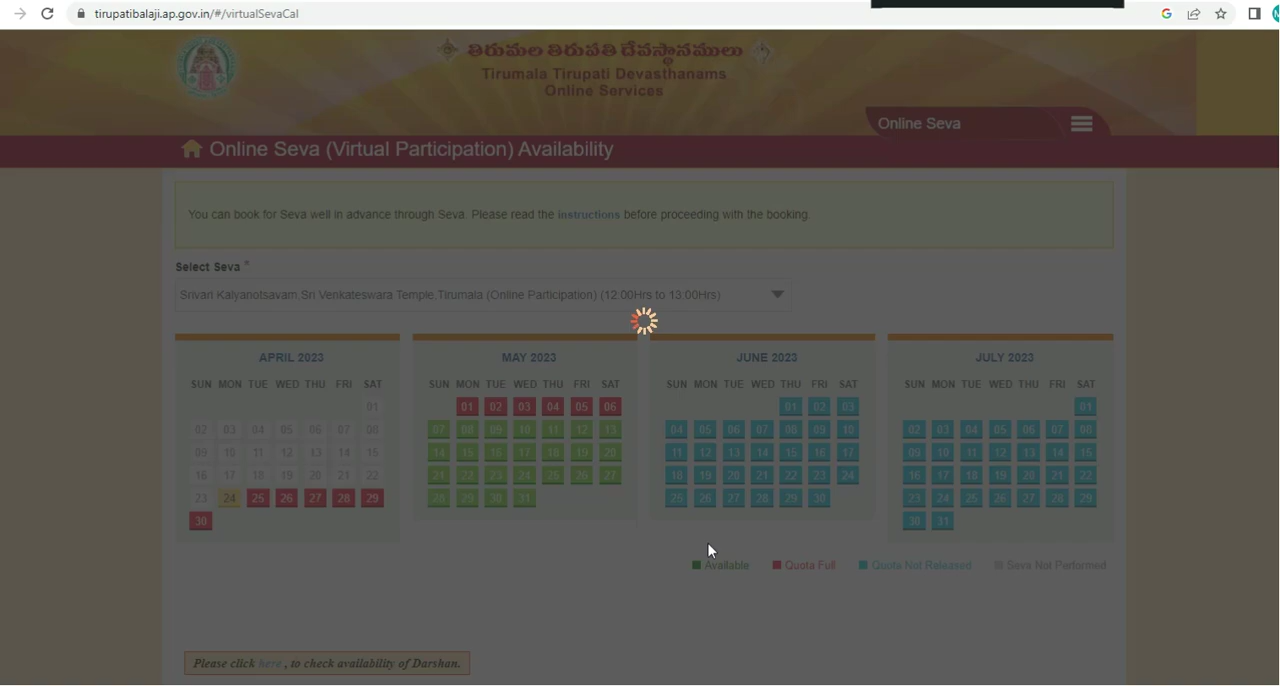 tirupatibalaji.ap.gov.in/#/virtualSevaCal
తిరుమల తిరుపతి దేవస్థానములు
Tirumala Tirupati Devasthanams
Online Services
Online Seva
Online Seva (Virtual Participation) Availability
You can book for Seva well in advance through Seva. Please read the instructions before proceeding with the booking.
Select Seva *
Srivari Kalyanotsavam,Sri Venkateswara Temple,Tirumala (Online Participation) (12:00Hrs to 13:00Hrs)
APRIL 2023
SUN MON TUE WED THU FRI SAT
01
02 03 04 05 06 07 08
09 10 11 12 13 14 15
16 17 18 19 20 21 22
23 24 25 26 27 28 29
30
MAY 2023
SUN MON TUE WED THU FRI SAT
01 02 03 04 05 06
07 08 09 10 11 12 13
14 15 16 17 18 19 20
21 22 23 24 25 26 27
28 29 30 31
JUNE 2023
SUN MON TUE WED THU FRI SAT
01 02 03
04 05 06 07 08 09 10
11 12 13 14 15 16 17
18 19 20 21 22 23 24
25 26 27 28 29 30
JULY 2023
SUN MON TUE WED THU FRI SAT
01
02 03 04 05 06 07 08
09 10 11 12 13 14 15
16 17 18 19 20 21 22
23 24 25 26 27 28 29
30 31
Available Quota Full Quota Not Released Seva Not Performed
Please click here , to check availability of Darshan.